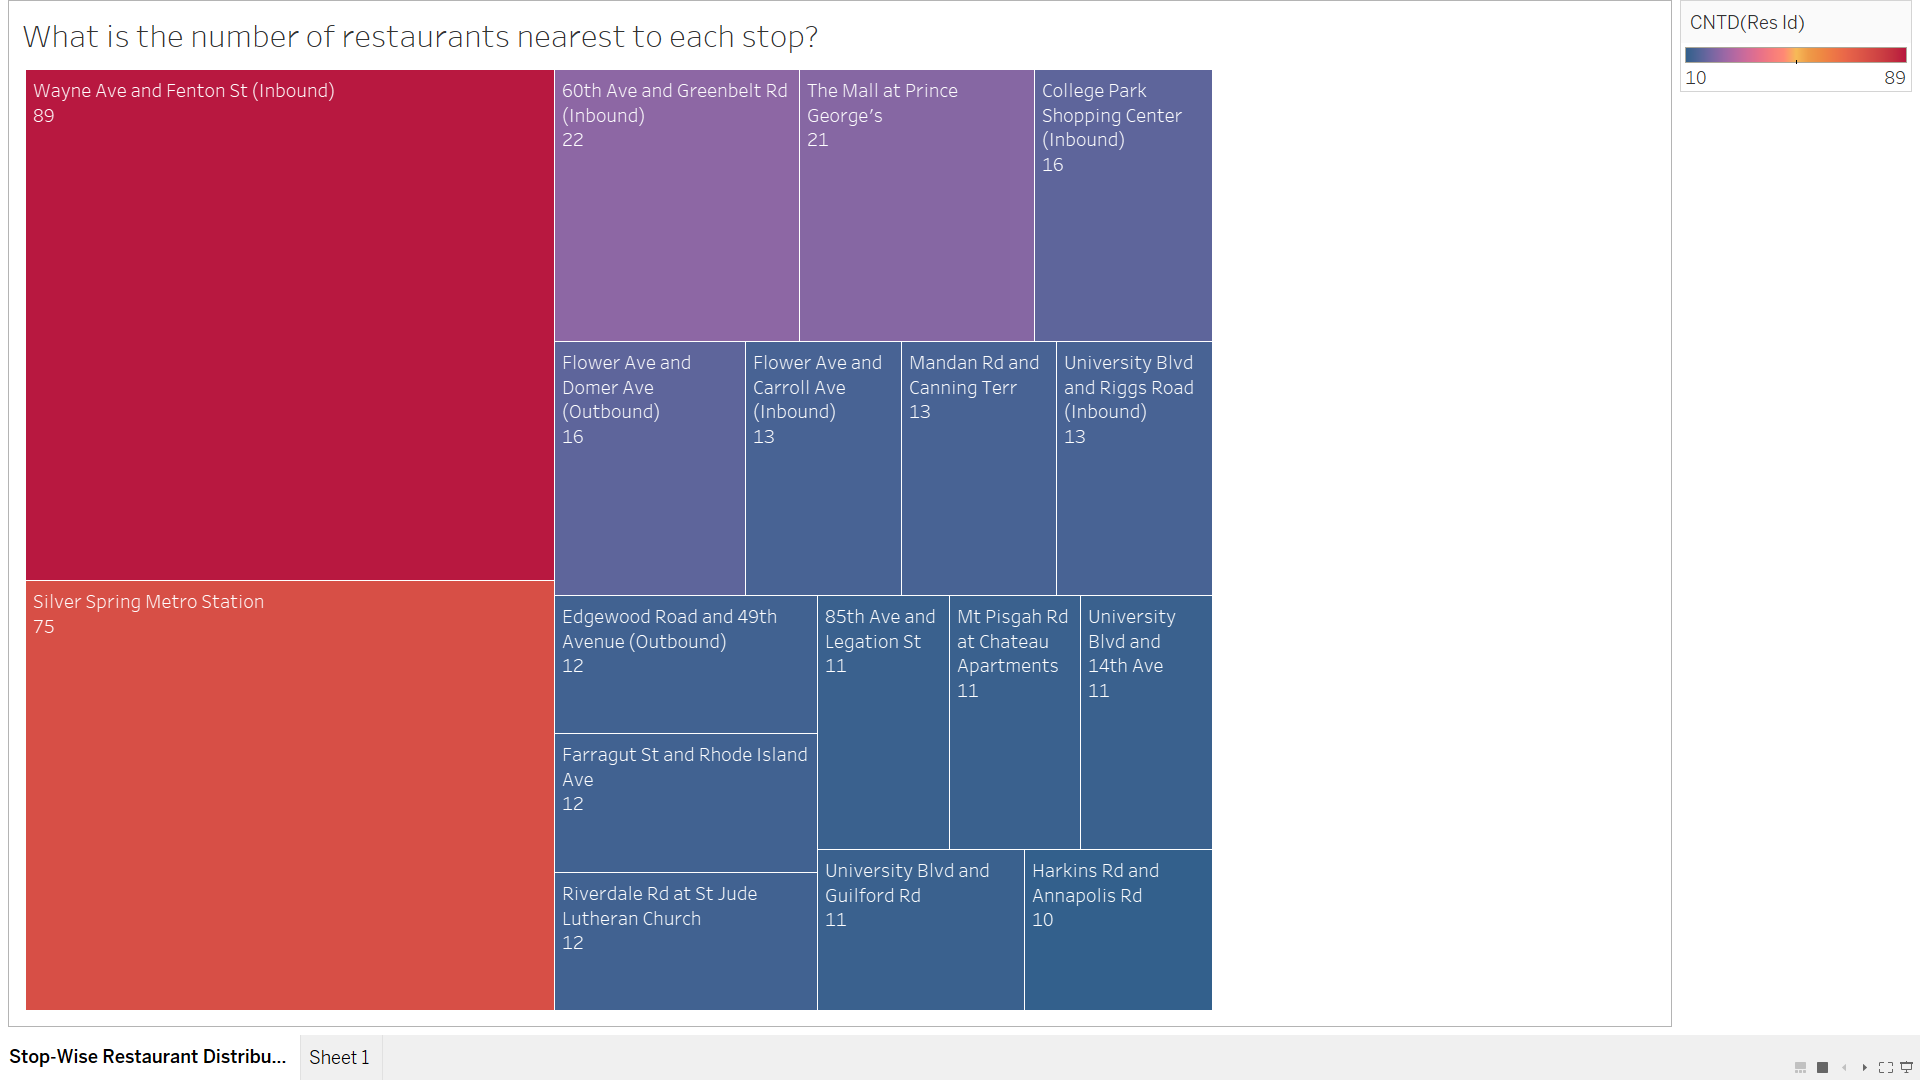 What is the number of restaurants nearest to each stop?
CNTD(Res Id)
10 89
Wayne Ave and Fenton St (Inbound)
89
60th Ave and Greenbelt Rd
(Inbound)
22
The Mall at Prince
George’s
21
College Park
Shopping Center
(Inbound)
16
Flower Ave and
Domer Ave
(Outbound)
16
Flower Ave and
Carroll Ave
(Inbound)
13
Mandan Rd and
Canning Terr
13
University Blvd
and Riggs Road
(Inbound)
13
Silver Spring Metro Station
75
Edgewood Road and 49th
Avenue (Outbound)
12
85th Ave and
Legation St
11
Mt Pisgah Rd
at Chateau
Apartments
11
University
Blvd and
14th Ave
11
Farragut St and Rhode Island
Ave
12
Riverdale Rd at St Jude
Lutheran Church
12
University Blvd and
Guilford Rd
11
Harkins Rd and
Annapolis Rd
10
Stop-Wise Restaurant Distribu...
Sheet 1